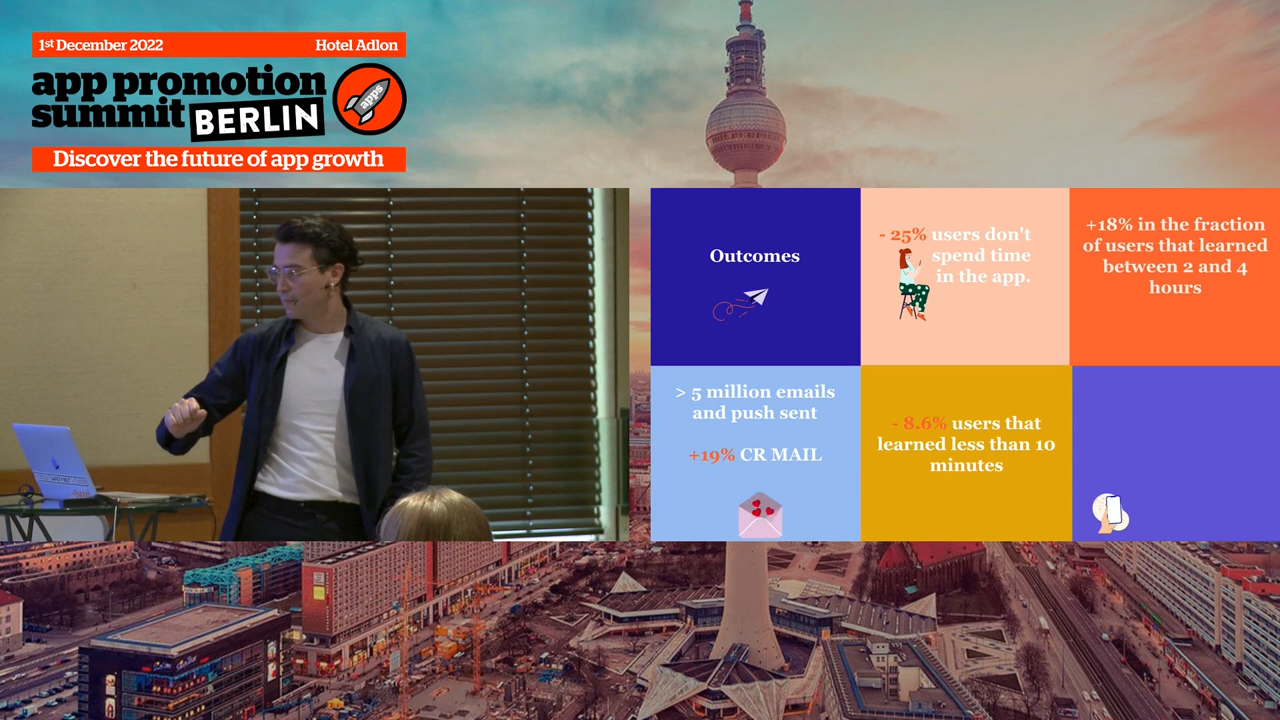 1st December 2022
Hotel Adlon
app promotion
summit BERLIN
apps
Discover the future of app growth
Outcomes
- 25% users don't
spend time
in the app.
+18% in the fraction
of users that learned
between 2 and 4
hours
> 5 million emails
and push sent
+19% CR MAIL
- 8.6% users that
learned less than 10
minutes